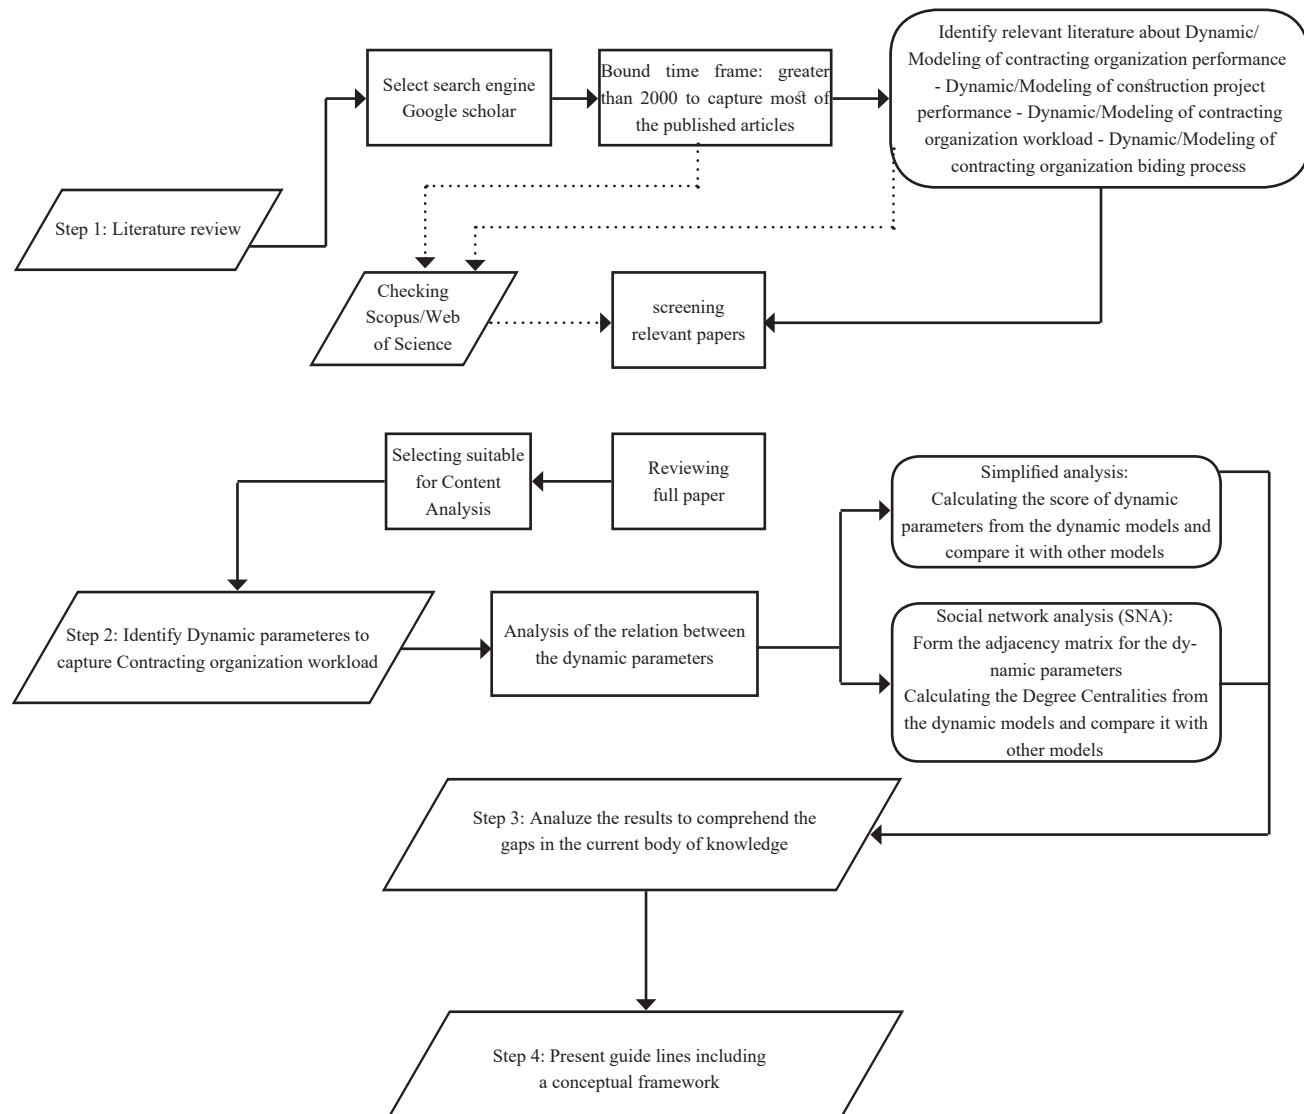 Select search engine
Google scholar
Bound time frame: greater
than 2000 to capture most of
the published articles
Identify relevant literature about Dynamic/
Modeling of contracting organization performance
- Dynamic/Modeling of construction project
performance - Dynamic/Modeling of contracting
organization workload - Dynamic/Modeling of
contracting organization biding process
Step 1: Literature review
Checking
Scopus/Web
of Science
screening
relevant papers
Selecting suitable
for Content
Analysis
Reviewing
full paper
Simplified analysis:
Calculating the score of dynamic
parameters from the dynamic models and
compare it with other models
Step 2: Identify Dynamic parameteres to
capture Contracting organization workload
Analysis of the relation between
the dynamic parameters
Social network analysis (SNA):
Form the adjacency matrix for the dy-
namic parameters
Calculating the Degree Centralities from
the dynamic models and compare it with
other models
Step 3: Analuze the results to comprehend the
gaps in the current body of knowledge
Step 4: Present guide lines including
a conceptual framework